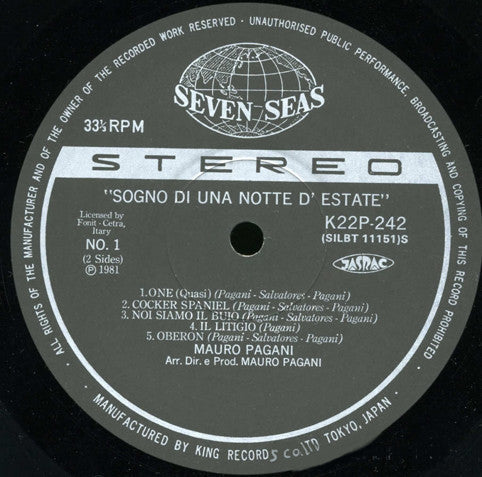 ALL RIGHTS OF THE MANUFACTURER AND OF THE OWNER OF THE RECORDED WORK RESERVED · UNAUTHORISED PUBLIC PERFORMANCE, BROADCASTING AND COPYING OF THIS RECORD PROHIBITED ·
SEVEN SEAS
33⅓ RPM
STEREO
"SOGNO DI UNA NOTTE D' ESTATE"
Licensed by
Fonit - Cetra,
Itary
K22P-242
(SILBT 11151)S
NO. 1
(2 Sides)
Ⓟ 1981
JASRAC
1.ONE (Quasi) (Pagani - Salvatores - Pagani)
2. COCKER SPANIEL (Pagani - Salvatores - Pagani)
3. NOI SIAMO IL BUIO (Pagani - Salvatores - Pagani)
4. IL LITIGIO (Pagani)
5. OBERON (Pagani - Salvatores - Pagani)
MAURO PAGANI
Arr. Dir. e Prod. MAURO PAGANI
· MANUFACTURED BY KING RECORDS CO.LTD TOKYO, JAPAN ·